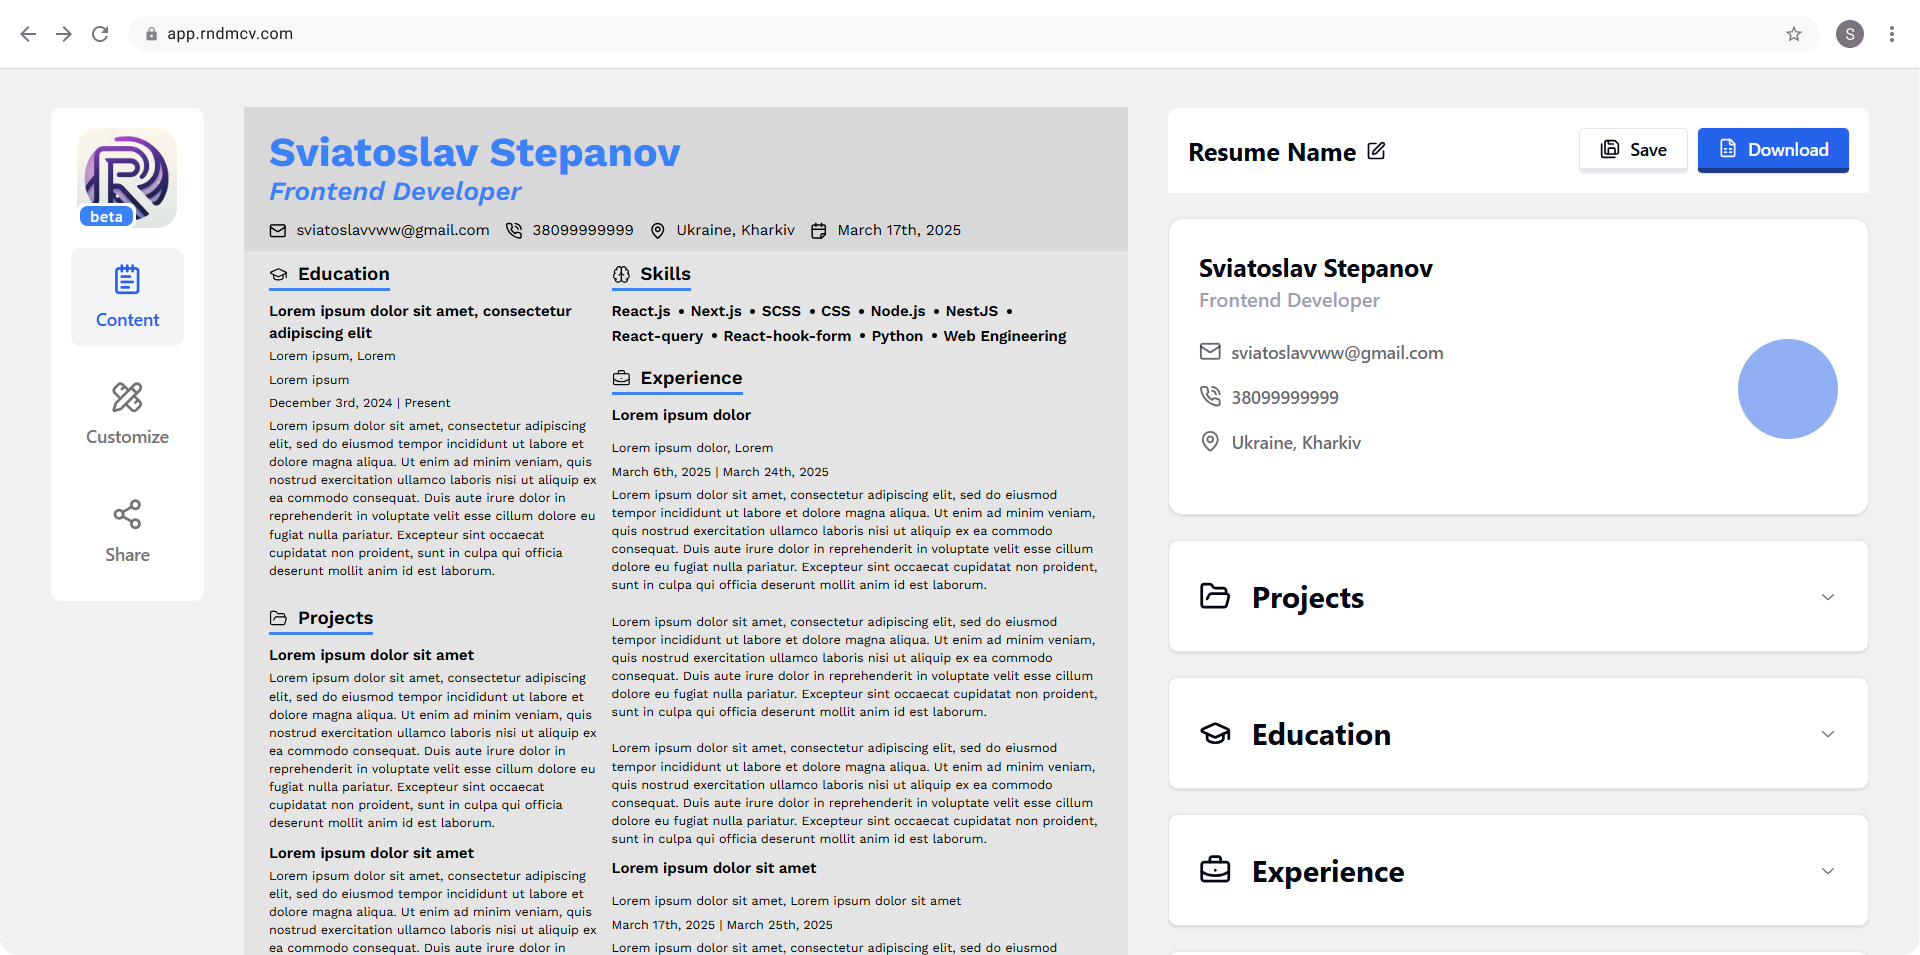 app.rndmcv.com
S
R
beta
Content
Customize
Share
Sviatoslav Stepanov
Frontend Developer
sviatoslavvww@gmail.com 38099999999 Ukraine, Kharkiv March 17th, 2025
Education
Lorem ipsum dolor sit amet, consectetur
adipiscing elit
Lorem ipsum, Lorem
Lorem ipsum
December 3rd, 2024 | Present
Lorem ipsum dolor sit amet, consectetur adipiscing
elit, sed do eiusmod tempor incididunt ut labore et
dolore magna aliqua. Ut enim ad minim veniam, quis
nostrud exercitation ullamco laboris nisi ut aliquip ex
ea commodo consequat. Duis aute irure dolor in
reprehenderit in voluptate velit esse cillum dolore eu
fugiat nulla pariatur. Excepteur sint occaecat
cupidatat non proident, sunt in culpa qui officia
deserunt mollit anim id est laborum.
Projects
Lorem ipsum dolor sit amet
Lorem ipsum dolor sit amet, consectetur adipiscing
elit, sed do eiusmod tempor incididunt ut labore et
dolore magna aliqua. Ut enim ad minim veniam, quis
nostrud exercitation ullamco laboris nisi ut aliquip ex
ea commodo consequat. Duis aute irure dolor in
reprehenderit in voluptate velit esse cillum dolore eu
fugiat nulla pariatur. Excepteur sint occaecat
cupidatat non proident, sunt in culpa qui officia
deserunt mollit anim id est laborum.
Lorem ipsum dolor sit amet
Lorem ipsum dolor sit amet, consectetur adipiscing
elit, sed do eiusmod tempor incididunt ut labore et
dolore magna aliqua. Ut enim ad minim veniam, quis
nostrud exercitation ullamco laboris nisi ut aliquip ex
ea commodo consequat. Duis aute irure dolor in
Skills
React.js • Next.js • SCSS • CSS • Node.js • NestJS •
React-query • React-hook-form • Python • Web Engineering
Experience
Lorem ipsum dolor
Lorem ipsum dolor, Lorem
March 6th, 2025 | March 24th, 2025
Lorem ipsum dolor sit amet, consectetur adipiscing elit, sed do eiusmod
tempor incididunt ut labore et dolore magna aliqua. Ut enim ad minim veniam,
quis nostrud exercitation ullamco laboris nisi ut aliquip ex ea commodo
consequat. Duis aute irure dolor in reprehenderit in voluptate velit esse cillum
dolore eu fugiat nulla pariatur. Excepteur sint occaecat cupidatat non proident,
sunt in culpa qui officia deserunt mollit anim id est laborum.
Lorem ipsum dolor sit amet, consectetur adipiscing elit, sed do eiusmod
tempor incididunt ut labore et dolore magna aliqua. Ut enim ad minim veniam,
quis nostrud exercitation ullamco laboris nisi ut aliquip ex ea commodo
consequat. Duis aute irure dolor in reprehenderit in voluptate velit esse cillum
dolore eu fugiat nulla pariatur. Excepteur sint occaecat cupidatat non proident,
sunt in culpa qui officia deserunt mollit anim id est laborum.
Lorem ipsum dolor sit amet, consectetur adipiscing elit, sed do eiusmod
tempor incididunt ut labore et dolore magna aliqua. Ut enim ad minim veniam,
quis nostrud exercitation ullamco laboris nisi ut aliquip ex ea commodo
consequat. Duis aute irure dolor in reprehenderit in voluptate velit esse cillum
dolore eu fugiat nulla pariatur. Excepteur sint occaecat cupidatat non proident,
sunt in culpa qui officia deserunt mollit anim id est laborum.
Lorem ipsum dolor sit amet
Lorem ipsum dolor sit amet, Lorem ipsum dolor sit amet
March 17th, 2025 | March 25th, 2025
Lorem ipsum dolor sit amet, consectetur adipiscing elit, sed do eiusmod
Resume Name
Save
Download
Sviatoslav Stepanov
Frontend Developer
sviatoslavvww@gmail.com
38099999999
Ukraine, Kharkiv
Projects
Education
Experience